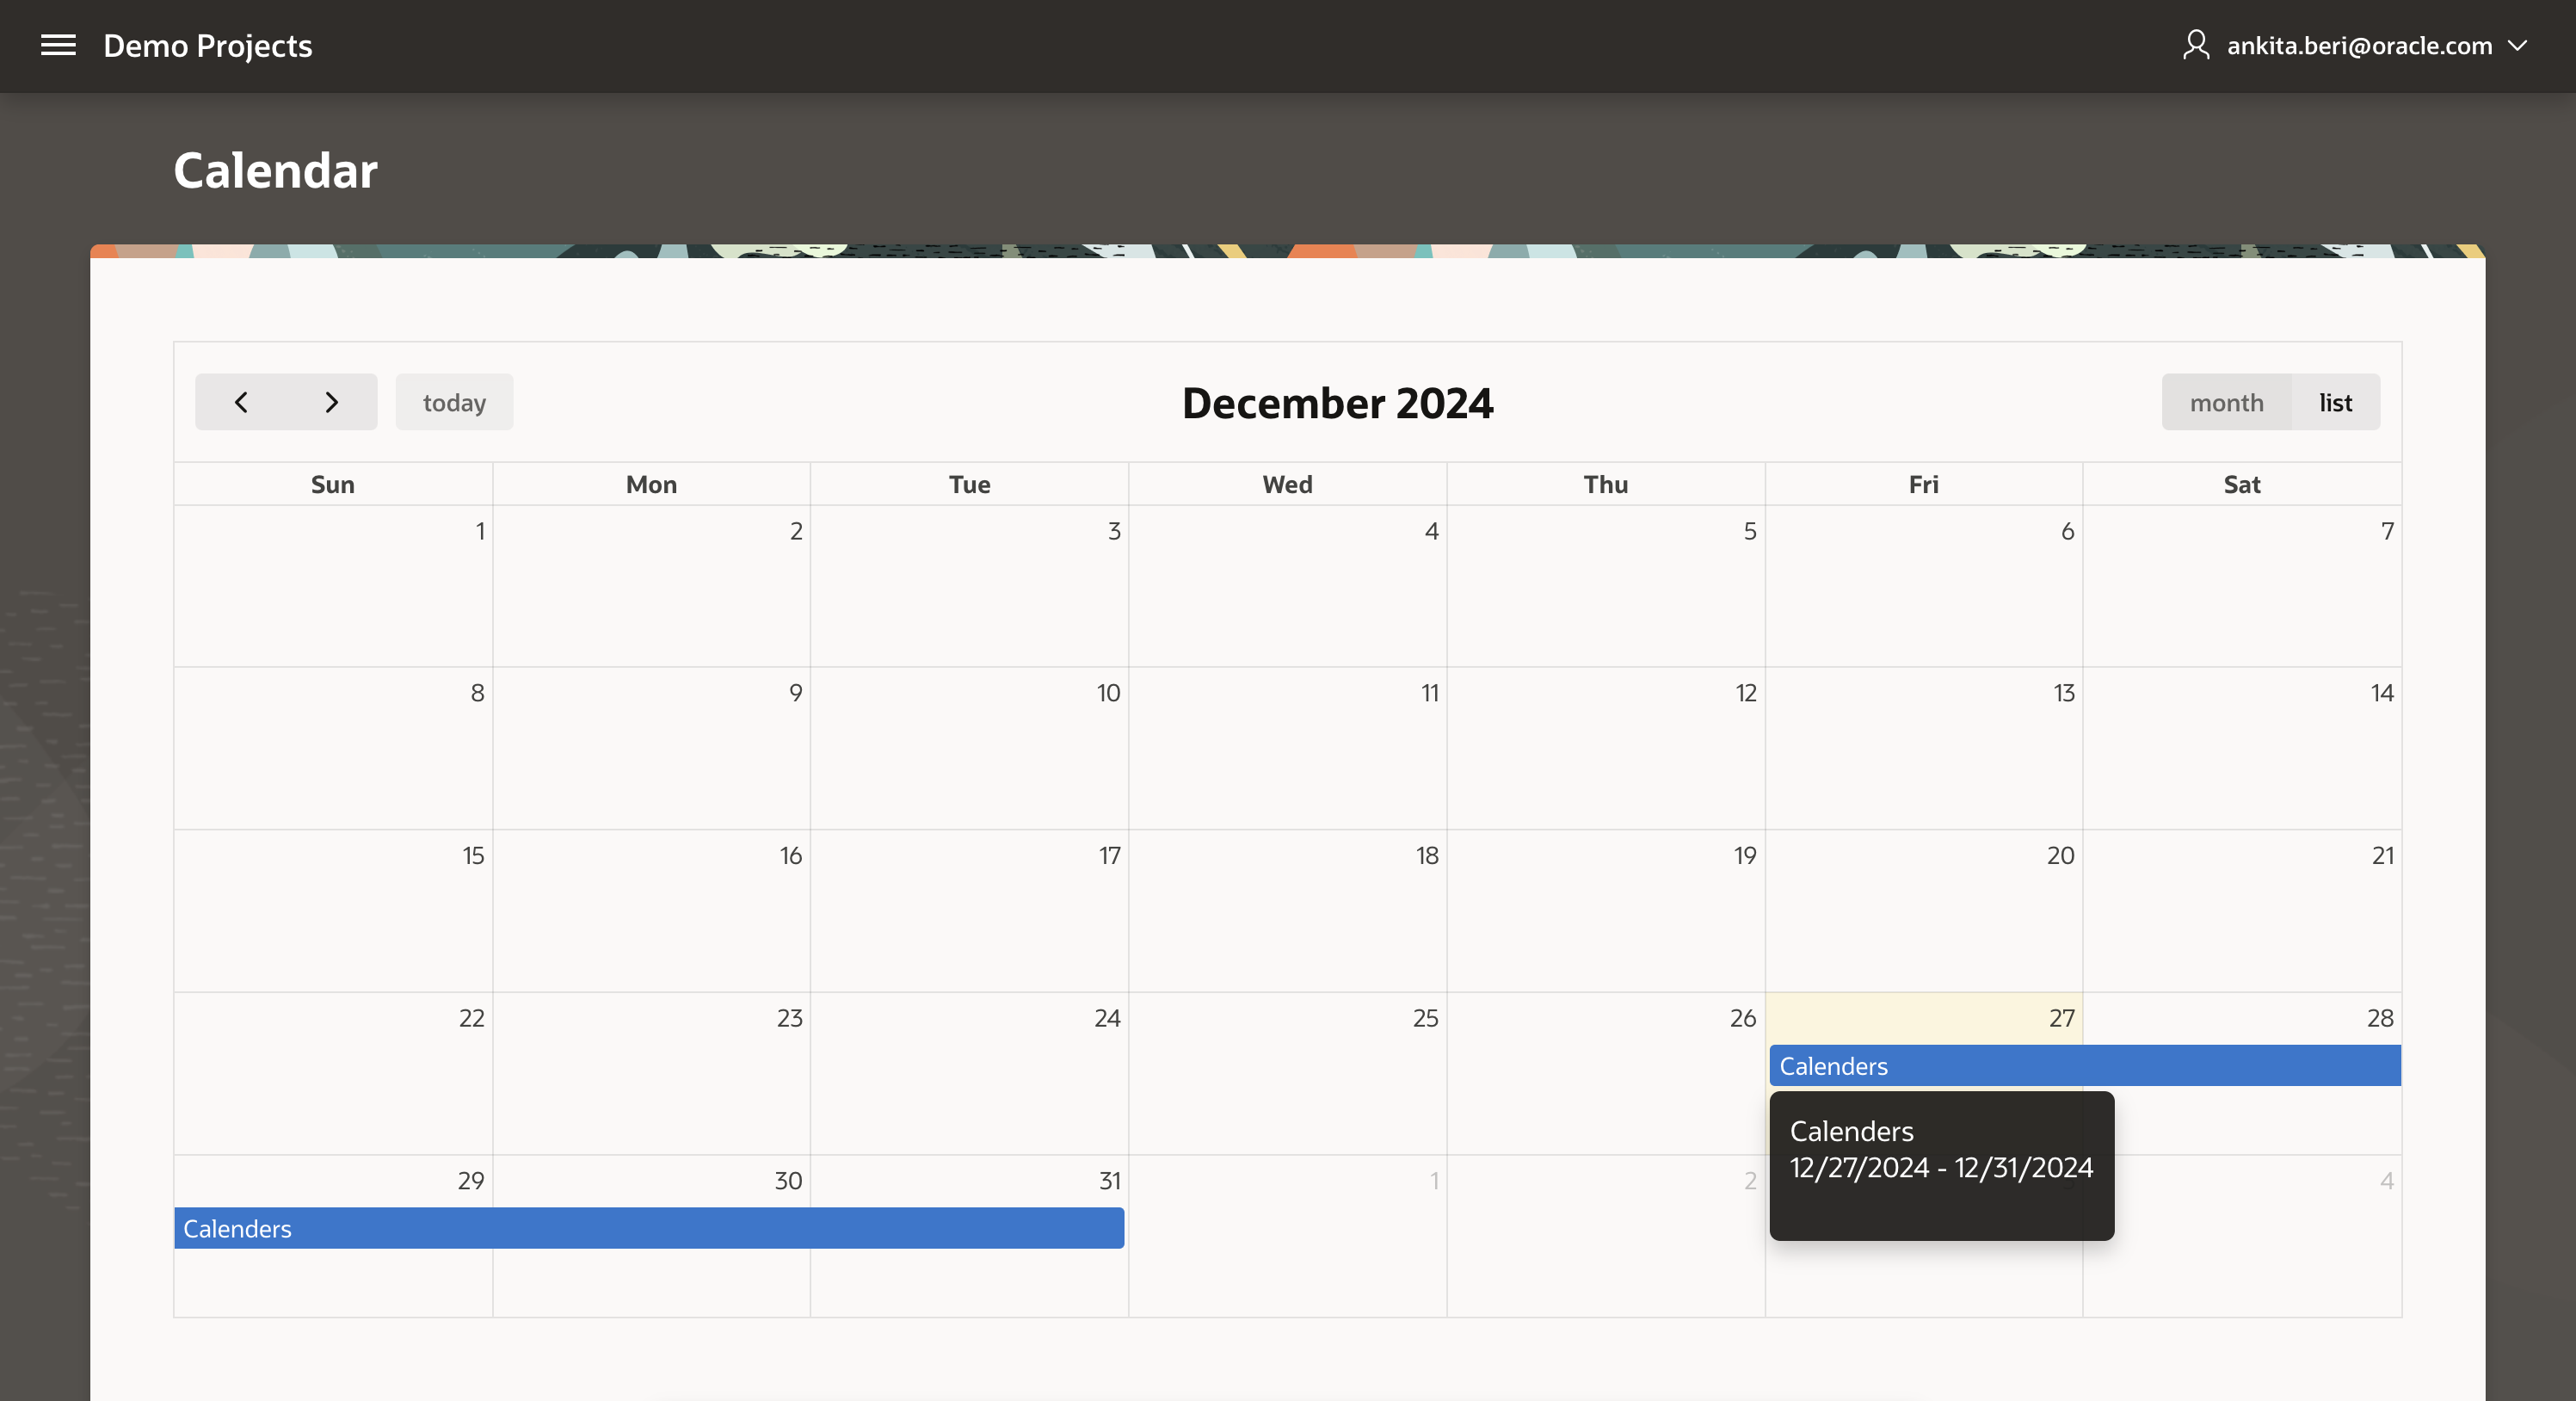 Demo Projects
ankita.beri@oracle.com
Calendar
today
December 2024
month list
Sun Mon Tue Wed Thu Fri Sat
1 2 3 4 5 6 7
8 9 10 11 12 13 14
15 16 17 18 19 20 21
22 23 24 25 26 27 28
Calenders
Calenders
12/27/2024 - 12/31/2024
29 30 31 1 2 4
Calenders